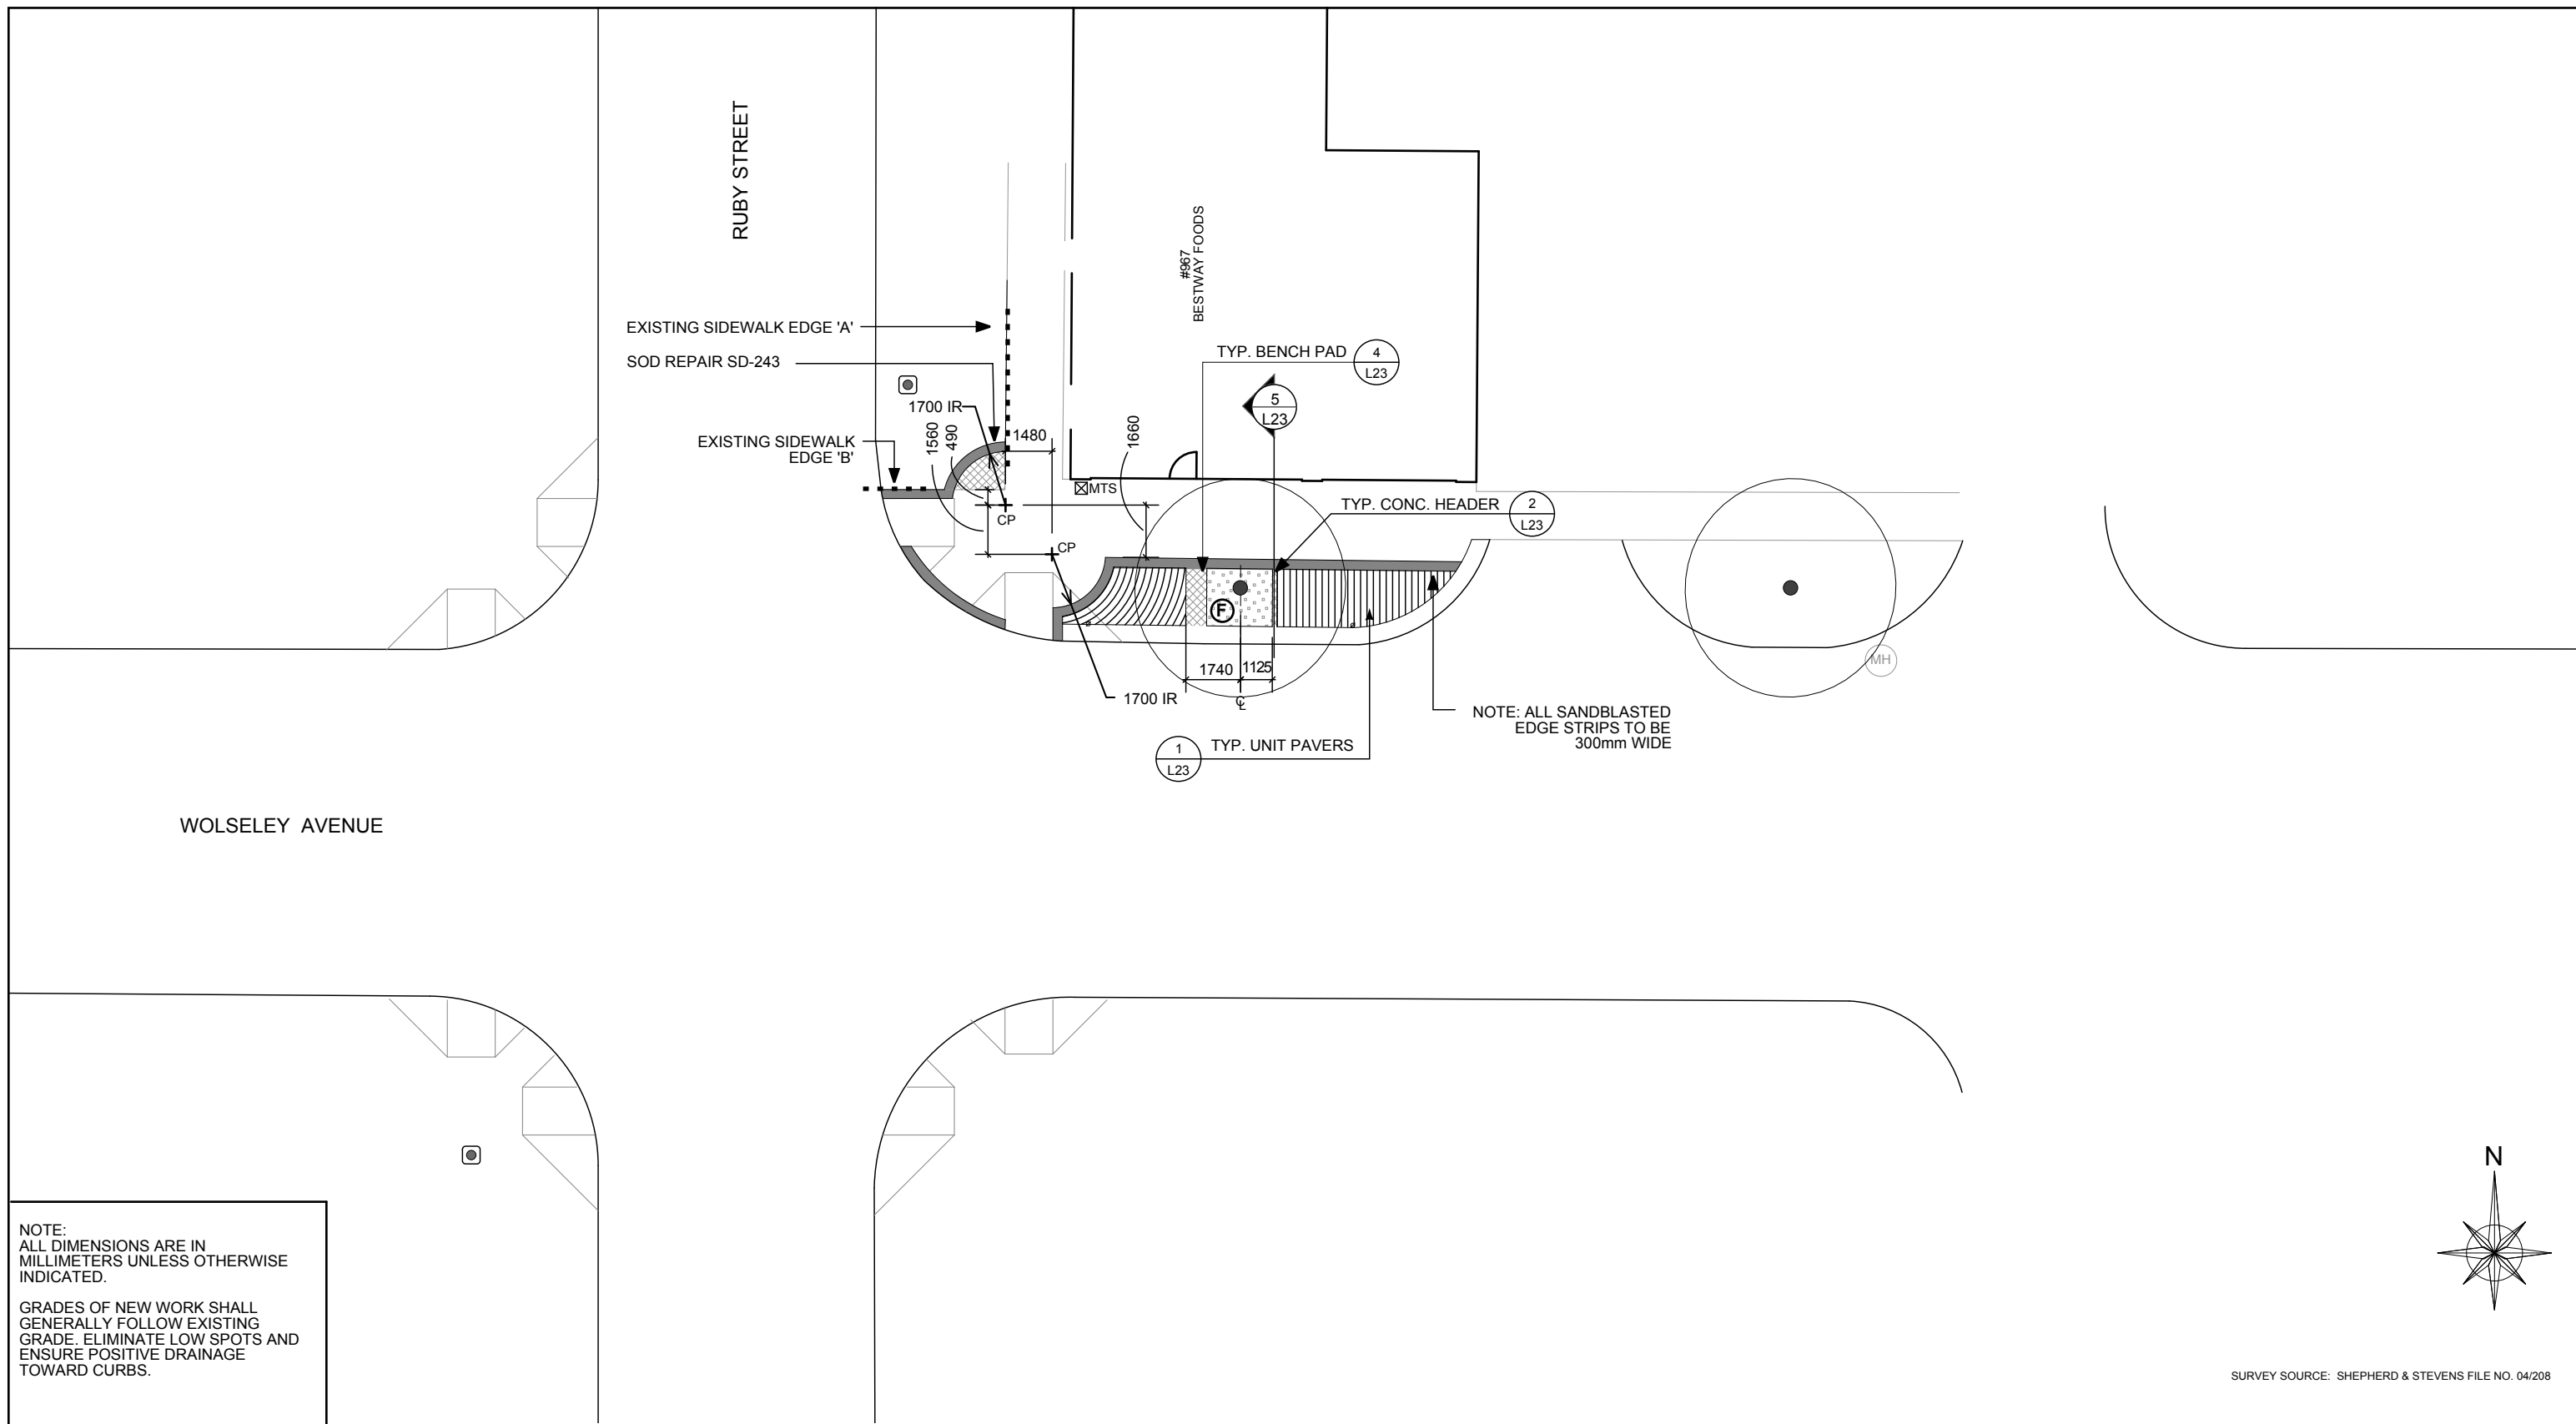 RUBY STREET
#967
BESTWAY FOODS
EXISTING SIDEWALK EDGE 'A'
SOD REPAIR SD-243
TYP. BENCH PAD
4
L23
5
L23
1700 IR
1560
490
1480
1660
EXISTING SIDEWALK
EDGE 'B'
MTS
CP
TYP. CONC. HEADER
2
L23
CP
F
1740
1125
CL
1700 IR
MH
NOTE: ALL SANDBLASTED
EDGE STRIPS TO BE
300mm WIDE
1
L23
TYP. UNIT PAVERS
WOLSELEY AVENUE
N
NOTE:
ALL DIMENSIONS ARE IN
MILLIMETERS UNLESS OTHERWISE
INDICATED.
GRADES OF NEW WORK SHALL
GENERALLY FOLLOW EXISTING
GRADE. ELIMINATE LOW SPOTS AND
ENSURE POSITIVE DRAINAGE
TOWARD CURBS.
SURVEY SOURCE: SHEPHERD & STEVENS FILE NO. 04/208